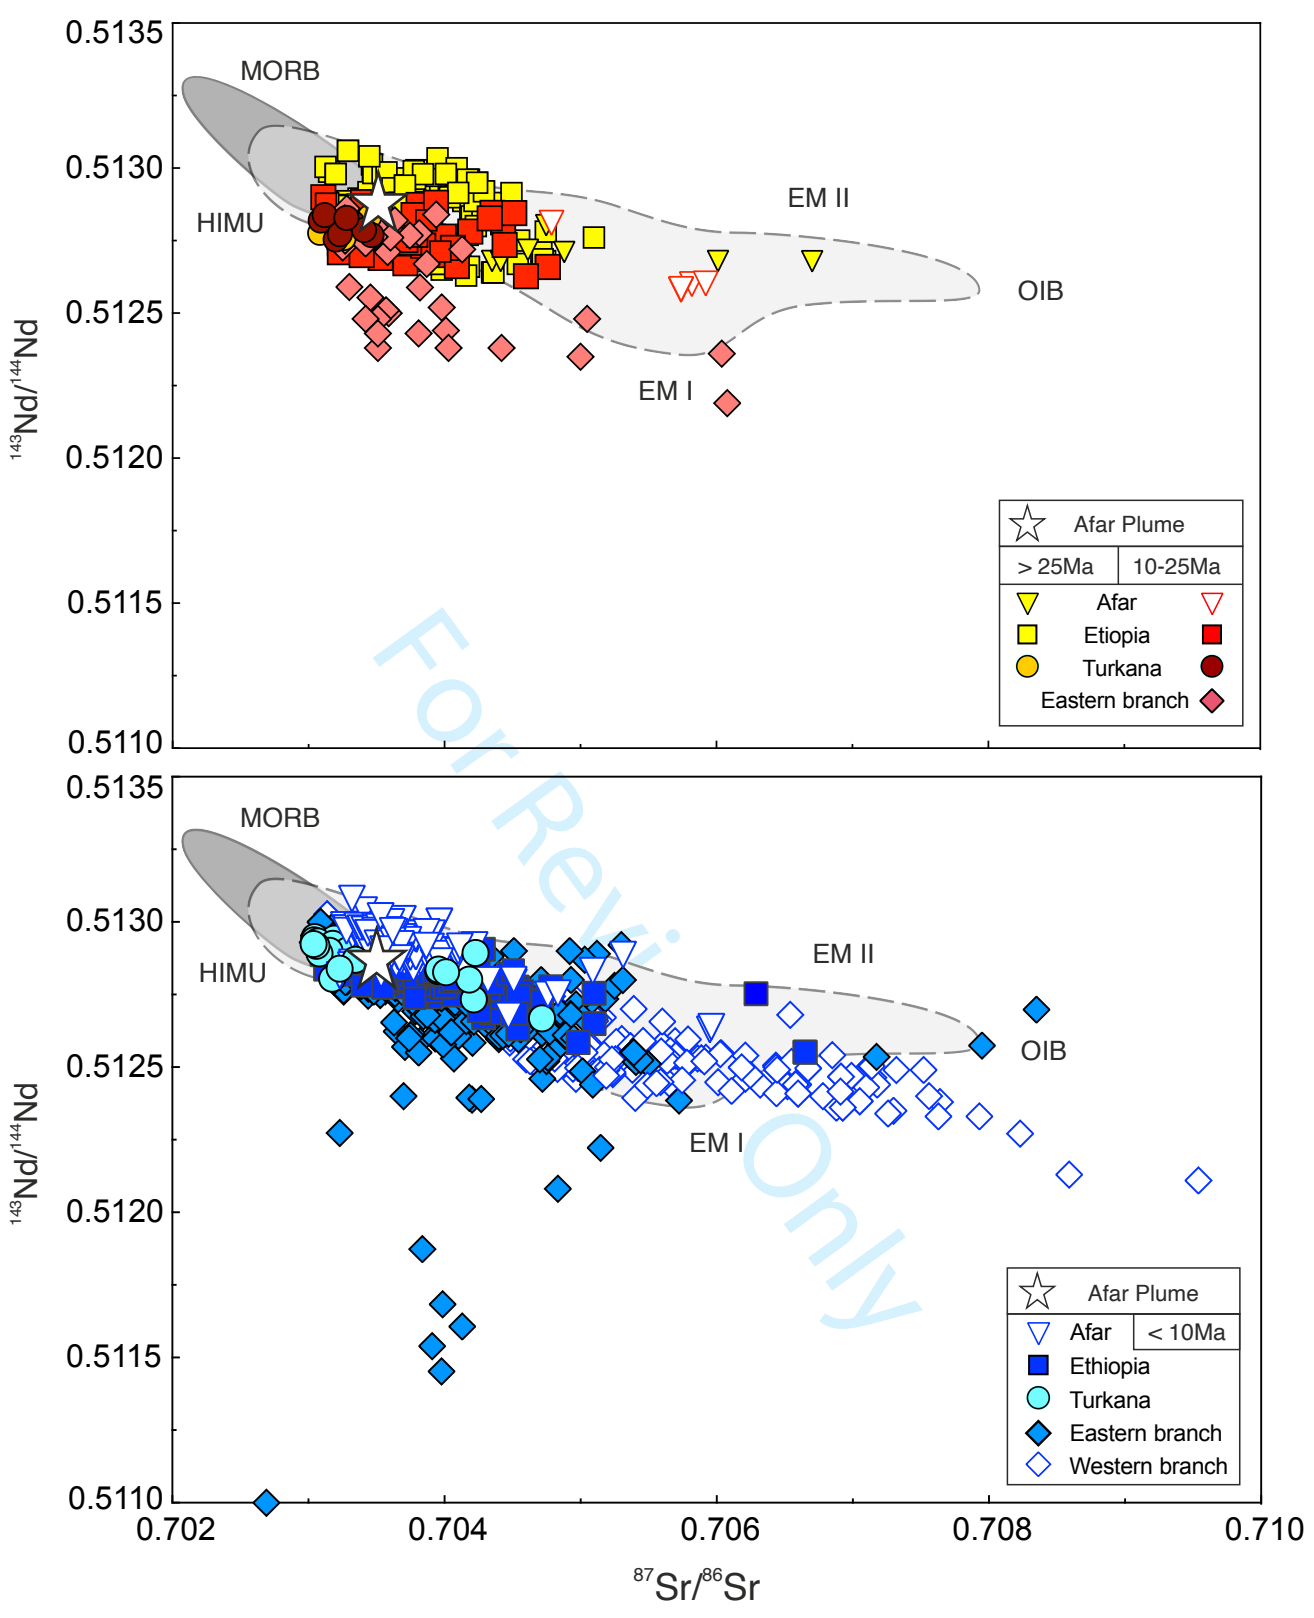 0.5135
MORB
0.5130
EM II
HIMU
OIB
0.5125
EM I
143Nd/144Nd
0.5120
Afar Plume
> 25Ma 10-25Ma
Afar
0.5115
Etiopia
Turkana
Eastern branch
0.5110
For Revi Only
0.5135
MORB
0.5130
EM II
HIMU
OIB
0.5125
EM I
143Nd/144Nd
0.5120
Afar Plume
Afar < 10Ma
0.5115
Ethiopia
Turkana
Eastern branch
Western branch
0.5110
0.702 0.704 0.706 0.708 0.710
87Sr/86Sr